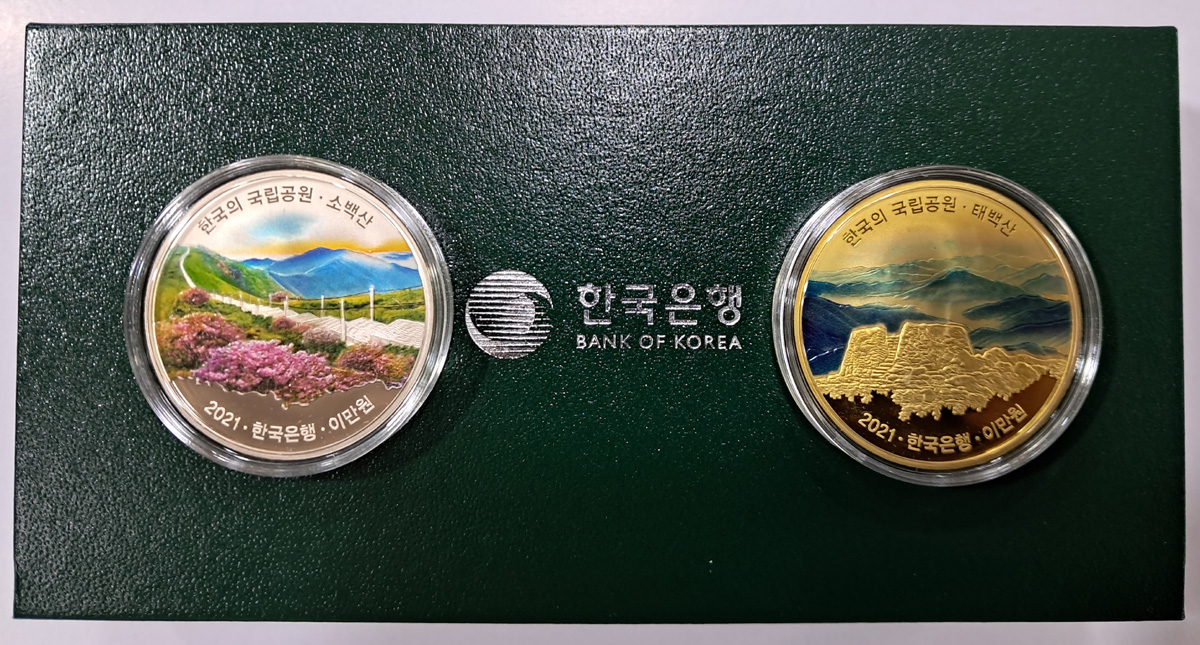 한국의 국립공원 · 소백산
2021 · 한국은행 · 이만원
한국은행
BANK OF KOREA
한국의 국립공원 · 태백산
2021 · 한국은행 · 이만원